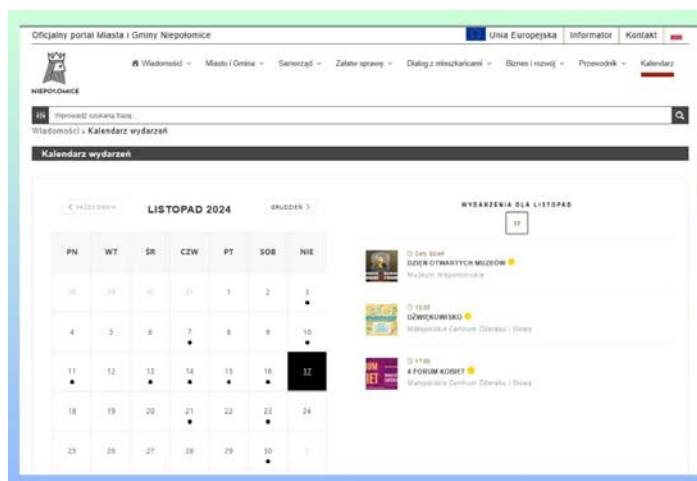 Oficjalny portal Miasta i Gminy Niepołomice
Unia Europejska
Informator
Kontakt
NIEPOŁOMICE
Wiadomości
Miasto i Gmina
Samorząd
Załatw sprawę
Dialog z mieszkańcami
Biznes i rozwój
Przewodnik
Kalendarz
Wprowadź szukaną frazę...
Wiadomości › Kalendarz wydarzeń
Kalendarz wydarzeń
PAŹDZIERNIK
LISTOPAD 2024
GRUDZIEŃ
PN WT ŚR CZW PT SOB NIE
28 29 30 31 1 2 3
4 5 6 7 8 9 10
11 12 13 14 15 16 17
18 19 20 21 22 23 24
25 26 27 28 29 30 1
WYDARZENIA DLA LISTOPAD
17
Cały dzień
DZIEŃ OTWARTYCH MUZEÓW
Muzeum Niepołomickie
DŹWIĘKOWISKO
Małopolskie Centrum Dźwięku i Słowa
17:00
4 FORUM KOBIET
Małopolskie Centrum Dźwięku i Słowa